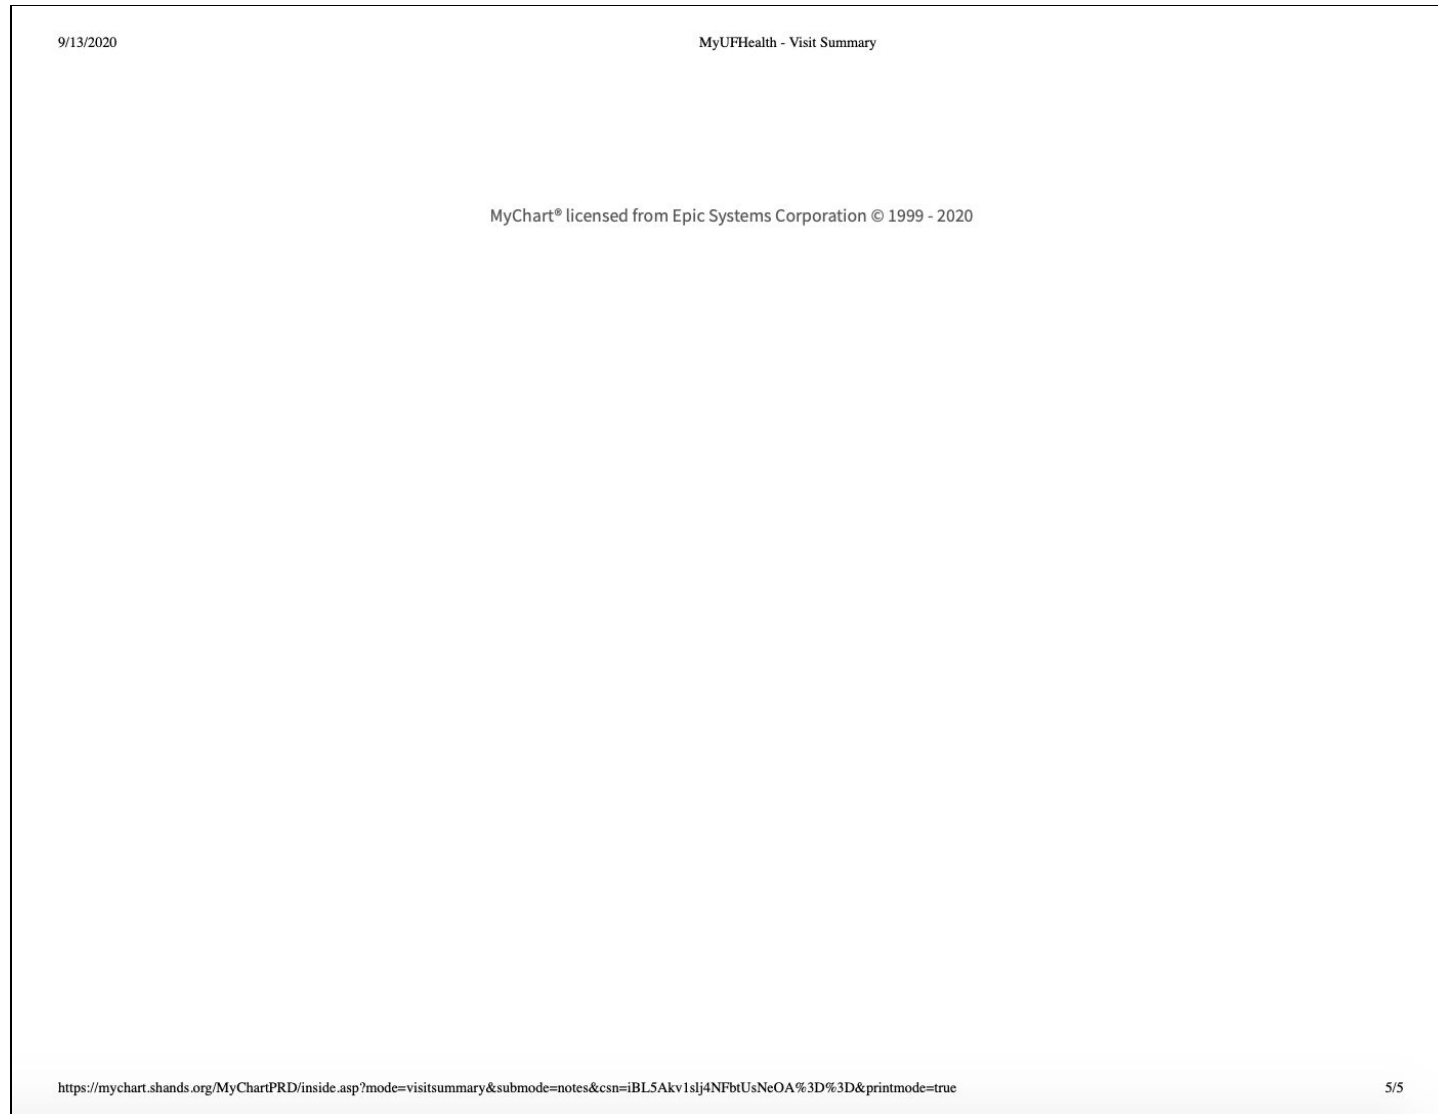 9/13/2020 MyUFHealth - Visit Summary
MyChart® licensed from Epic Systems Corporation © 1999 - 2020
https://mychart.shands.org/MyChartPRD/inside.asp?mode=visitsummary&submode=notes&csn=iBL5Akv1slj4NFbtUsNeOA%3D%3D&printmode=true 5/5